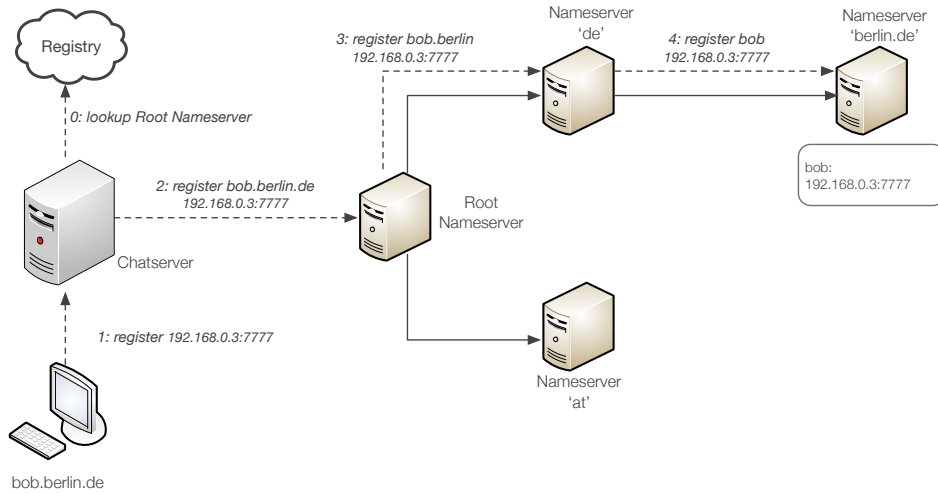 Registry
0: lookup Root Nameserver
Chatserver
1: register 192.168.0.3:7777
bob.berlin.de
2: register bob.berlin.de
192.168.0.3:7777
Root
Nameserver
3: register bob.berlin
192.168.0.3:7777
Nameserver
'de'
4: register bob
192.168.0.3:7777
Nameserver
'berlin.de'
bob:
192.168.0.3:7777
Nameserver
'at'